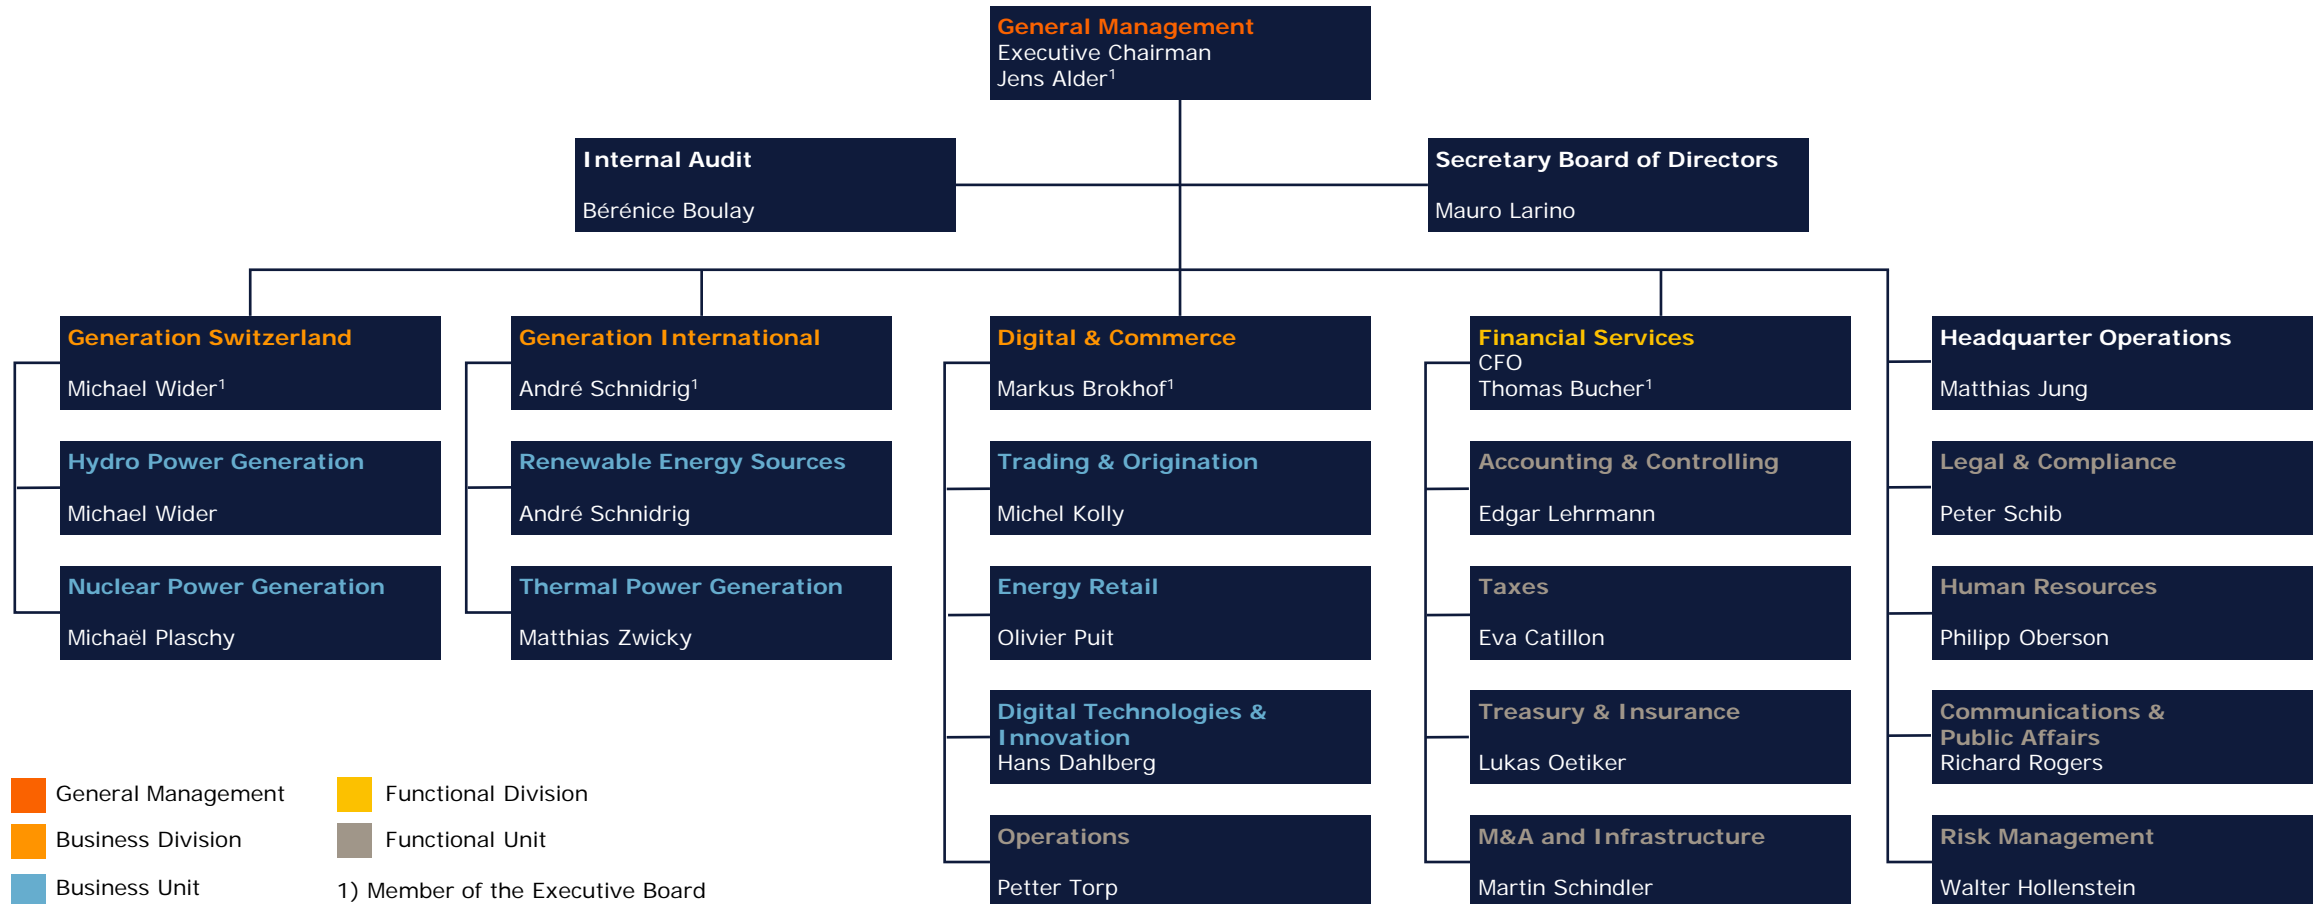 General Management
Executive Chairman
Jens Alder¹
Internal Audit
Bérénice Boulay
Secretary Board of Directors
Mauro Larino
Generation Switzerland
Michael Wider¹
Hydro Power Generation
Michael Wider
Nuclear Power Generation
Michaël Plaschy
Generation International
André Schnidrig¹
Renewable Energy Sources
André Schnidrig
Thermal Power Generation
Matthias Zwicky
Digital & Commerce
Markus Brokhof¹
Trading & Origination
Michel Kolly
Energy Retail
Olivier Puit
Digital Technologies &
Innovation
Hans Dahlberg
Operations
Petter Torp
Financial Services
CFO
Thomas Bucher¹
Accounting & Controlling
Edgar Lehrmann
Taxes
Eva Catillon
Treasury & Insurance
Lukas Oetiker
M&A and Infrastructure
Martin Schindler
Headquarter Operations
Matthias Jung
Legal & Compliance
Peter Schib
Human Resources
Philipp Oberson
Communications &
Public Affairs
Richard Rogers
Risk Management
Walter Hollenstein
General Management
Business Division
Business Unit
Functional Division
Functional Unit
1) Member of the Executive Board